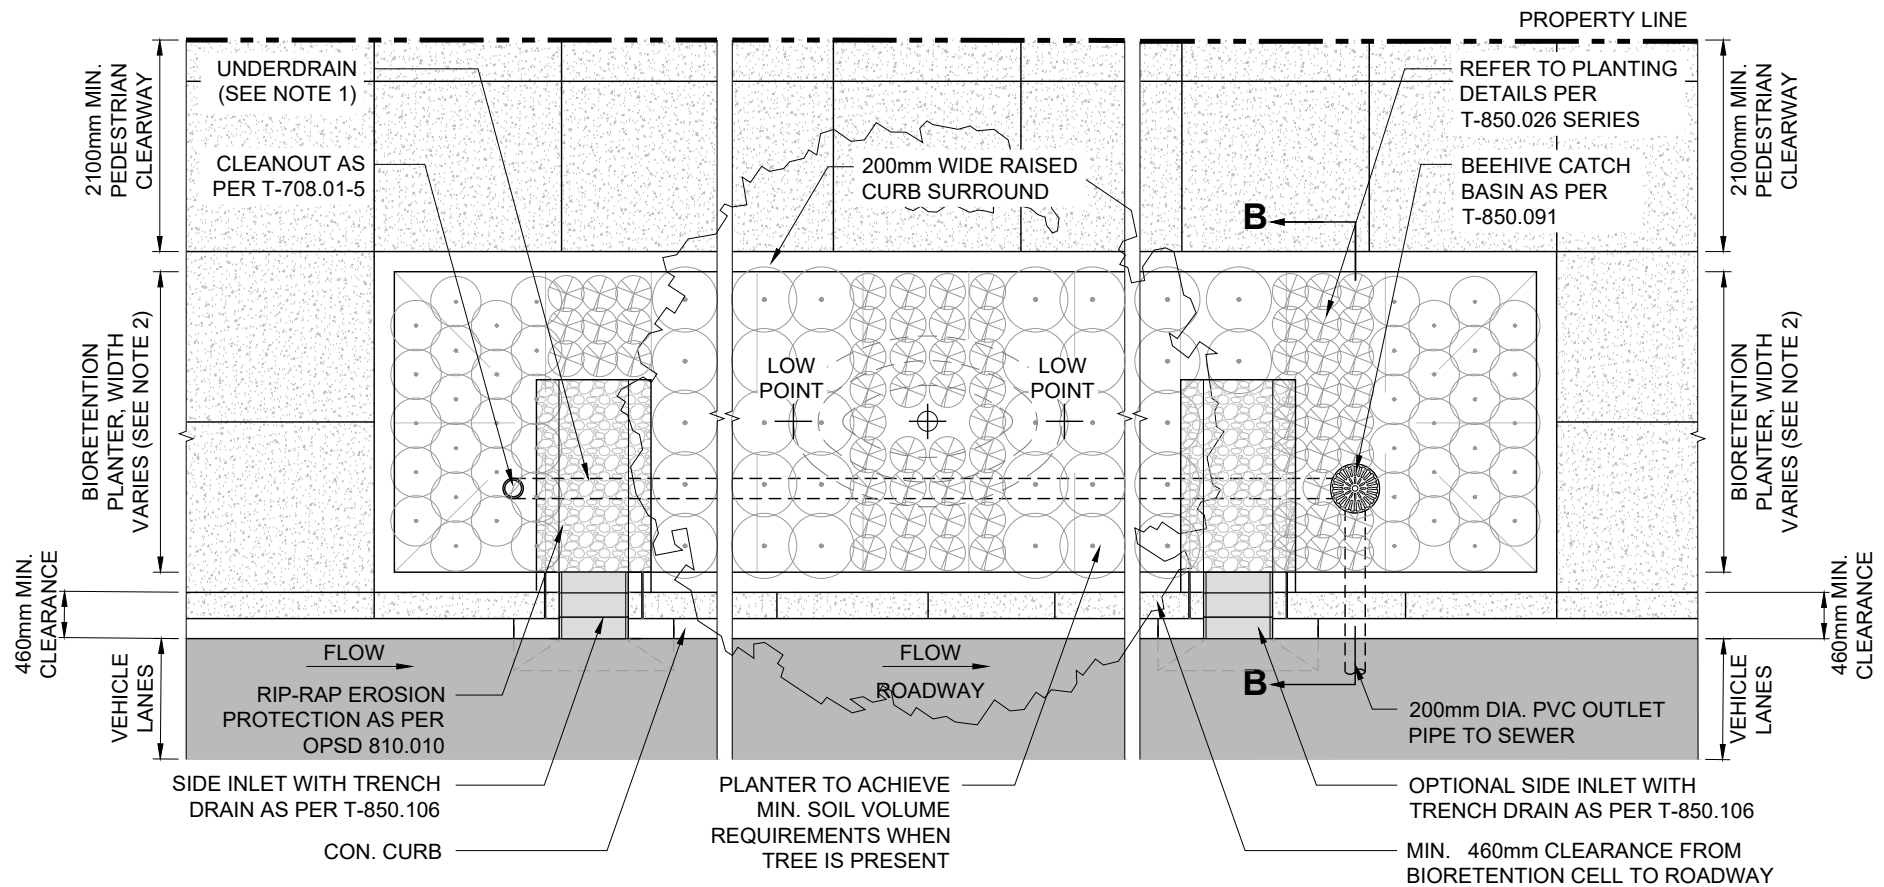 PROPERTY LINE
2100mm MIN.
PEDESTRIAN
CLEARWAY
UNDERDRAIN
(SEE NOTE 1)
CLEANOUT AS
PER T-708.01-5
200mm WIDE RAISED
CURB SURROUND
REFER TO PLANTING
DETAILS PER
T-850.026 SERIES
BEEHIVE CATCH
BASIN AS PER
T-850.091
2100mm MIN.
PEDESTRIAN
CLEARWAY
B
BIORETENTION
PLANTER, WIDTH
VARIES (SEE NOTE 2)
LOW
POINT
LOW
POINT
BIORETENTION
PLANTER, WIDTH
VARIES (SEE NOTE 2)
460mm MIN.
CLEARANCE
460mm MIN.
CLEARANCE
VEHICLE
LANES
FLOW
FLOW
ROADWAY
B
VEHICLE
LANES
RIP-RAP EROSION
PROTECTION AS PER
OPSD 810.010
200mm DIA. PVC OUTLET
PIPE TO SEWER
SIDE INLET WITH TRENCH
DRAIN AS PER T-850.106
CON. CURB
PLANTER TO ACHIEVE
MIN. SOIL VOLUME
REQUIREMENTS WHEN
TREE IS PRESENT
OPTIONAL SIDE INLET WITH
TRENCH DRAIN AS PER T-850.106
MIN. 460mm CLEARANCE FROM
BIORETENTION CELL TO ROADWAY